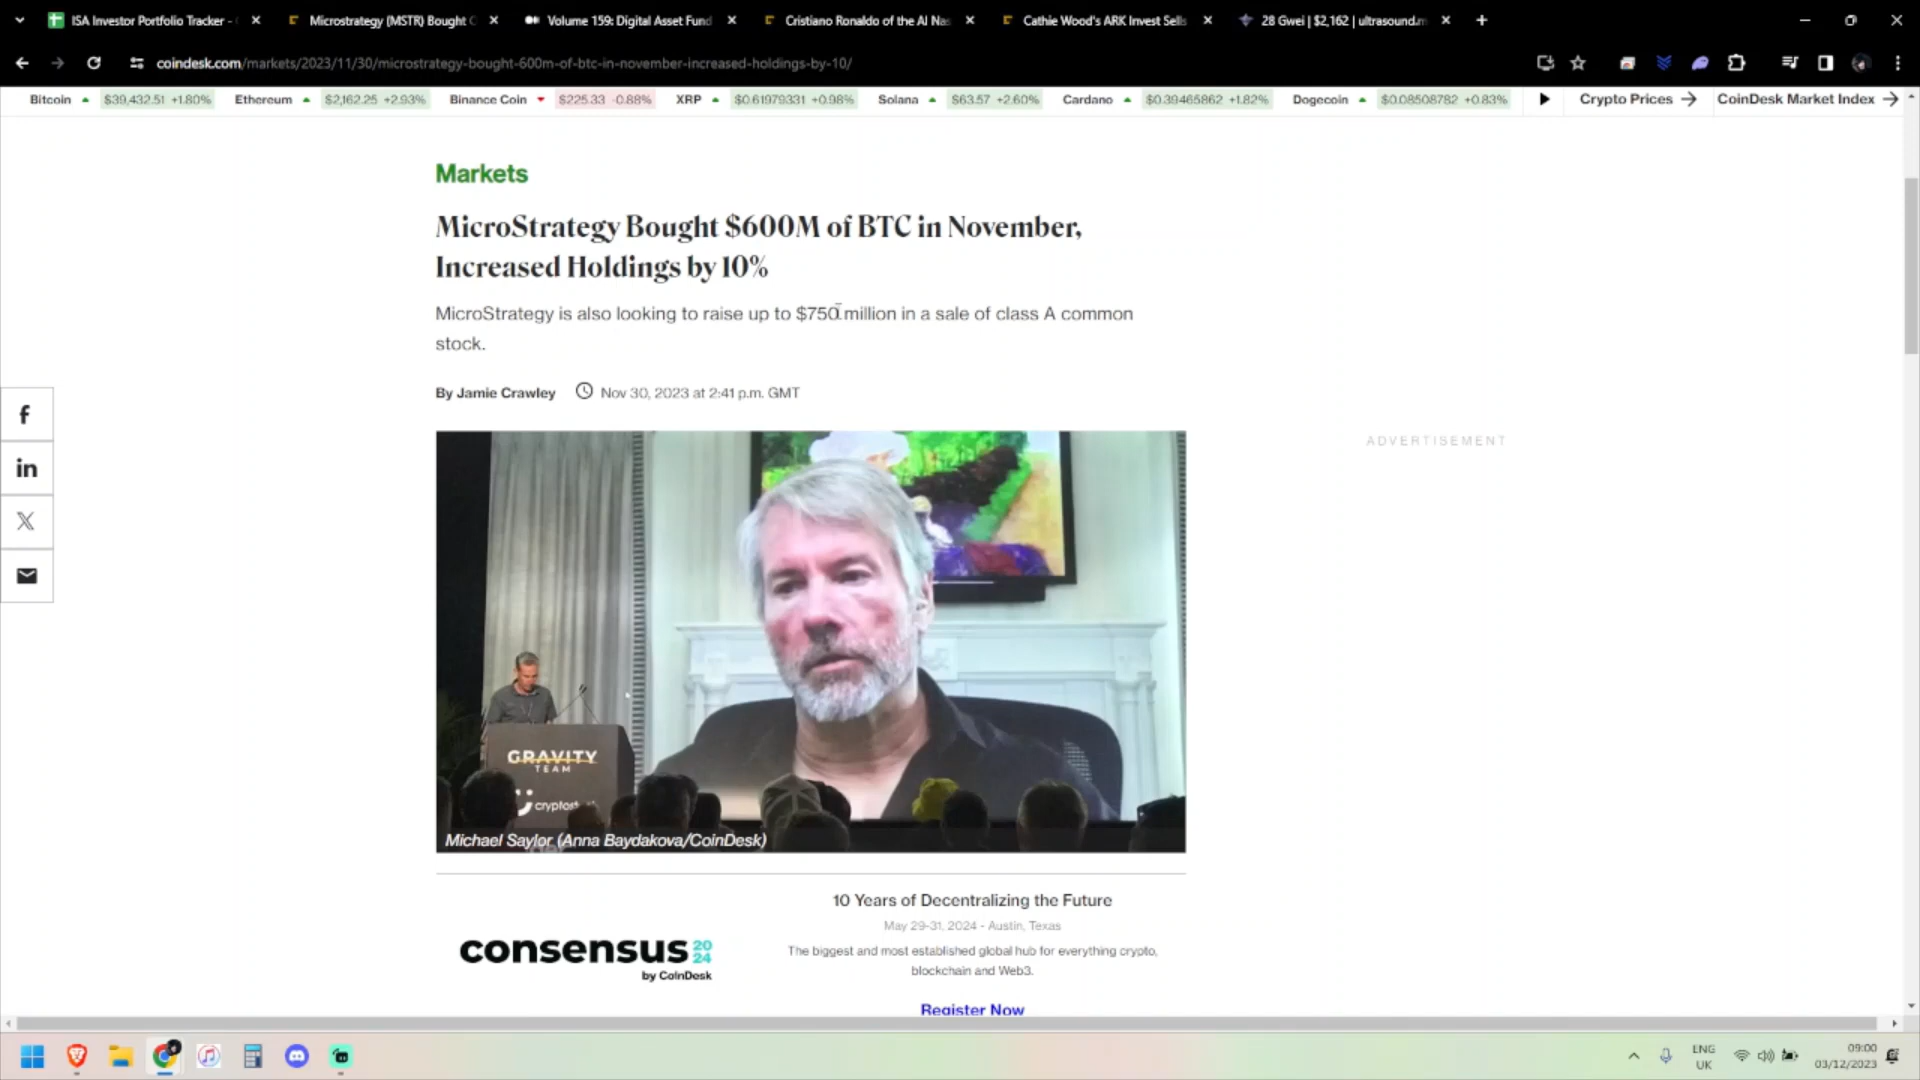 ISA Investor Portfolio Tracker -
Microstrategy (MSTR) Bought
Volume 159: Digital Asset Fund
Cristiano Ronaldo of the AI Nas
Cathie Wood's ARK Invest Sells
28 Gwei | $2,162 | ultrasound.m
coindesk.com/markets/2023/11/30/microstrategy-bought-600m-of-btc-in-november-increased-holdings-by-10/
Bitcoin $39,432.51 +1.80% Ethereum $2,162.25 +2.93% Binance Coin $225.33 -0.88% XRP $0.61979331 +0.98% Solana $63.57 +2.60% Cardano $0.39465862 +1.82% Dogecoin $0.08508782 +0.83% Crypto Prices CoinDesk Market Index
Markets
MicroStrategy Bought $600M of BTC in November,
Increased Holdings by 10%
MicroStrategy is also looking to raise up to $750 million in a sale of class A common
stock.
By Jamie Crawley Nov 30, 2023 at 2:41 p.m. GMT
ADVERTISEMENT
GRAVITY
TEAM
Michael Saylor (Anna Baydakova/CoinDesk)
10 Years of Decentralizing the Future
May 29-31, 2024 - Austin, Texas
consensus 20
24
by CoinDesk
The biggest and most established global hub for everything crypto,
blockchain and Web3.
Register Now
ENG
UK
09:00
03/12/2023